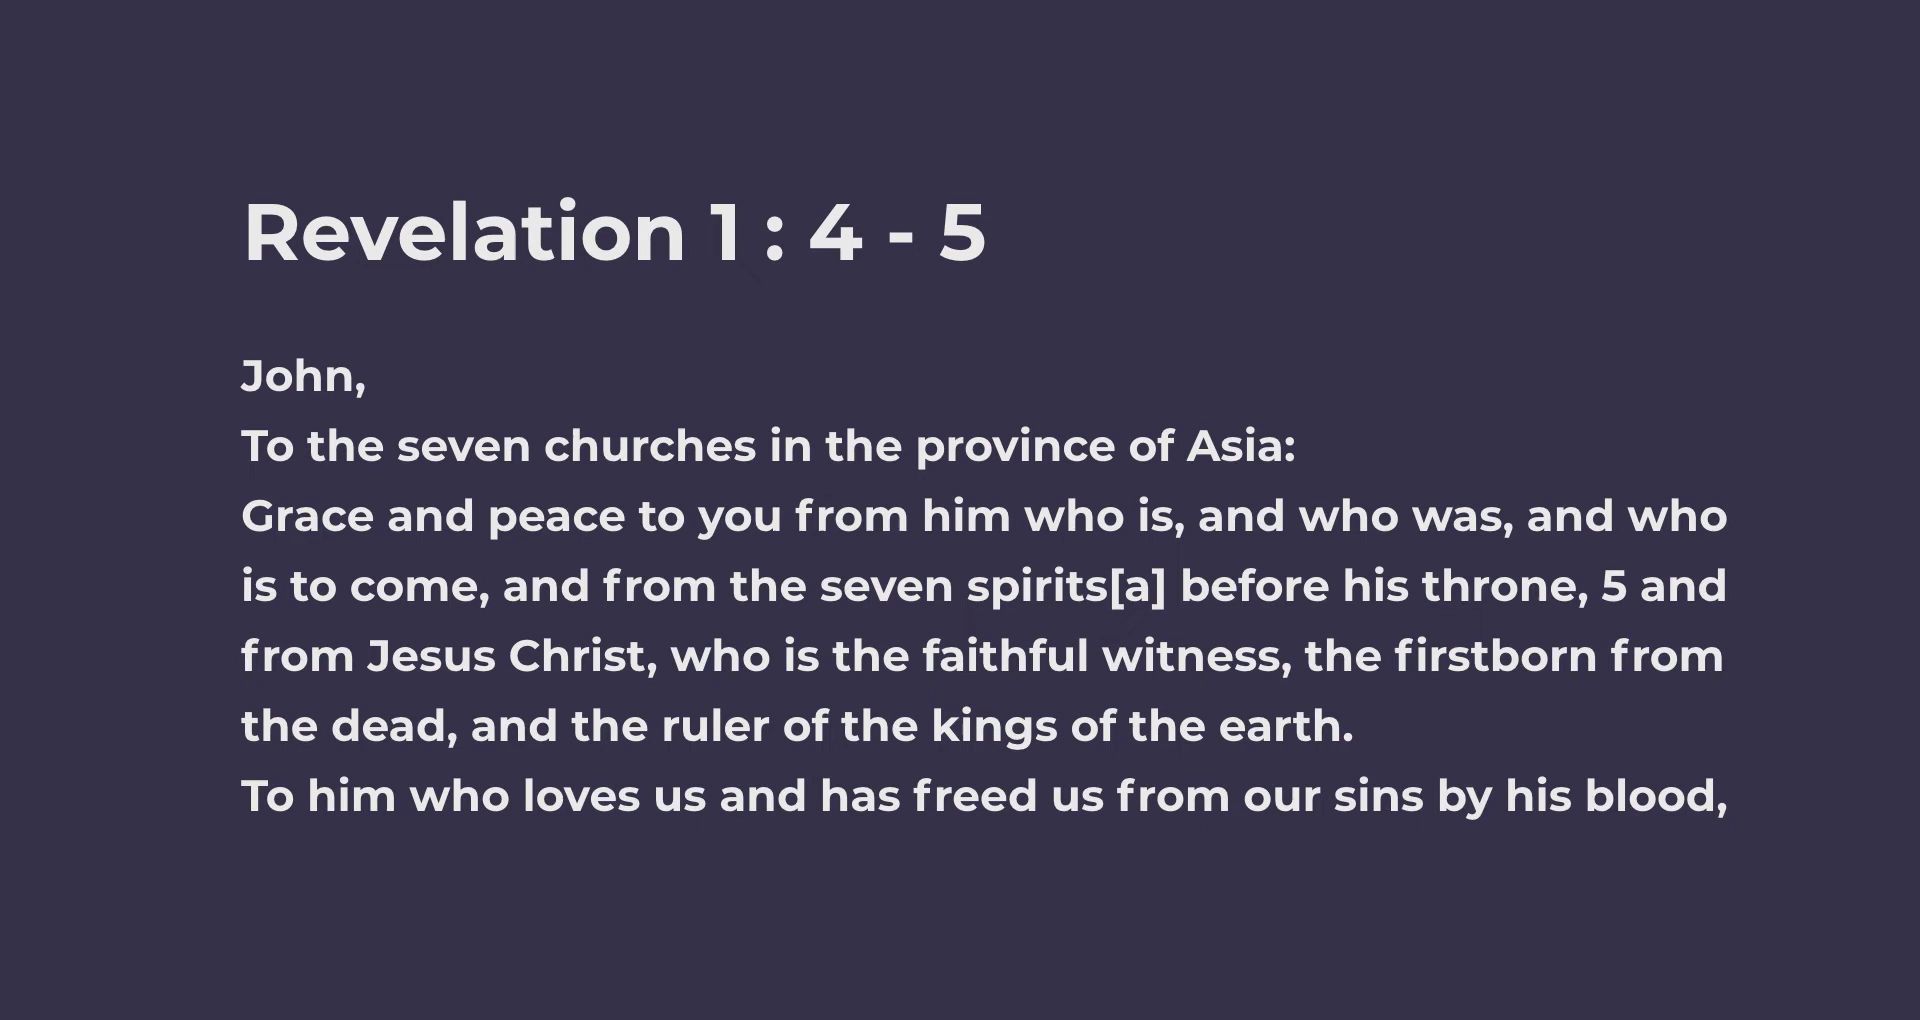 Revelation 1 : 4 - 5
John,
To the seven churches in the province of Asia:
Grace and peace to you from him who is, and who was, and who
is to come, and from the seven spirits[a] before his throne, 5 and
from Jesus Christ, who is the faithful witness, the firstborn from
the dead, and the ruler of the kings of the earth.
To him who loves us and has freed us from our sins by his blood,